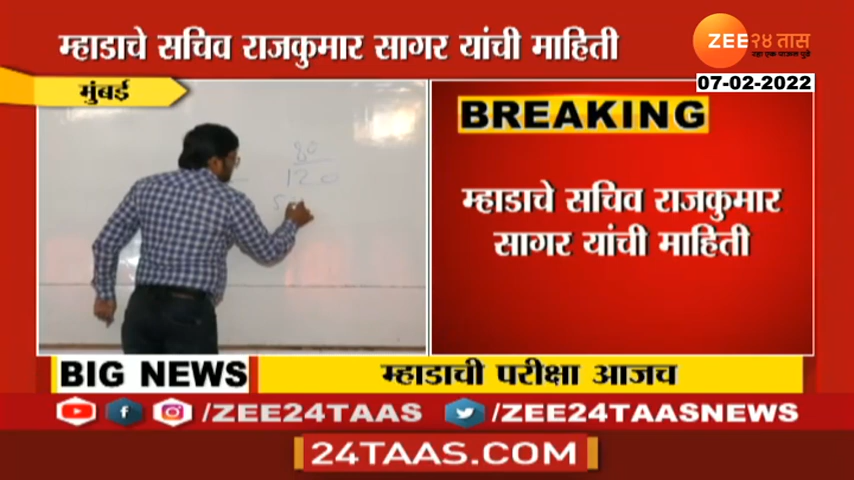 म्हाडाचे सचिव राजकुमार सागर यांची माहिती
ZEE २४ तास
07-02-2022
मुंबई
80
120
BREAKING
म्हाडाचे सचिव राजकुमार
सागर यांची माहिती
BIG NEWS
म्हाडाची परीक्षा आजच
/ZEE24TAAS
/ZEE24TAASNEWS
24TAAS.COM